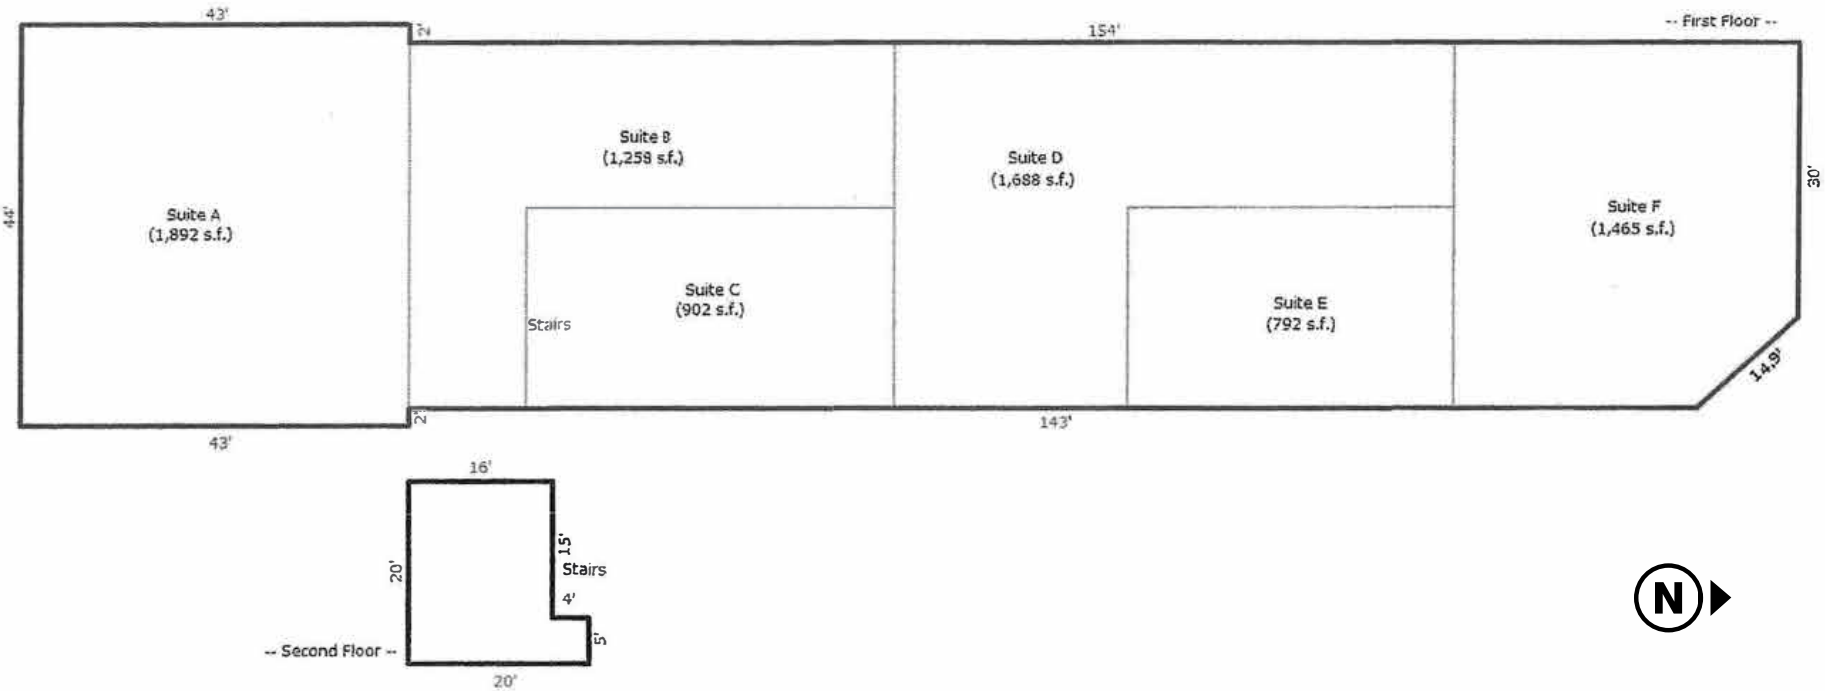 43'
2'
154'
-- First Floor --
Suite B
(1,258 s.f.)
Suite D
(1,688 s.f.)
30'
44'
Suite A
(1,892 s.f.)
Suite F
(1,465 s.f.)
Suite C
(902 s.f.)
Suite E
(792 s.f.)
Stairs
14.9'
43'
2'
143'
16'
20'
15'
Stairs
4'
5'
-- Second Floor --
20'
N